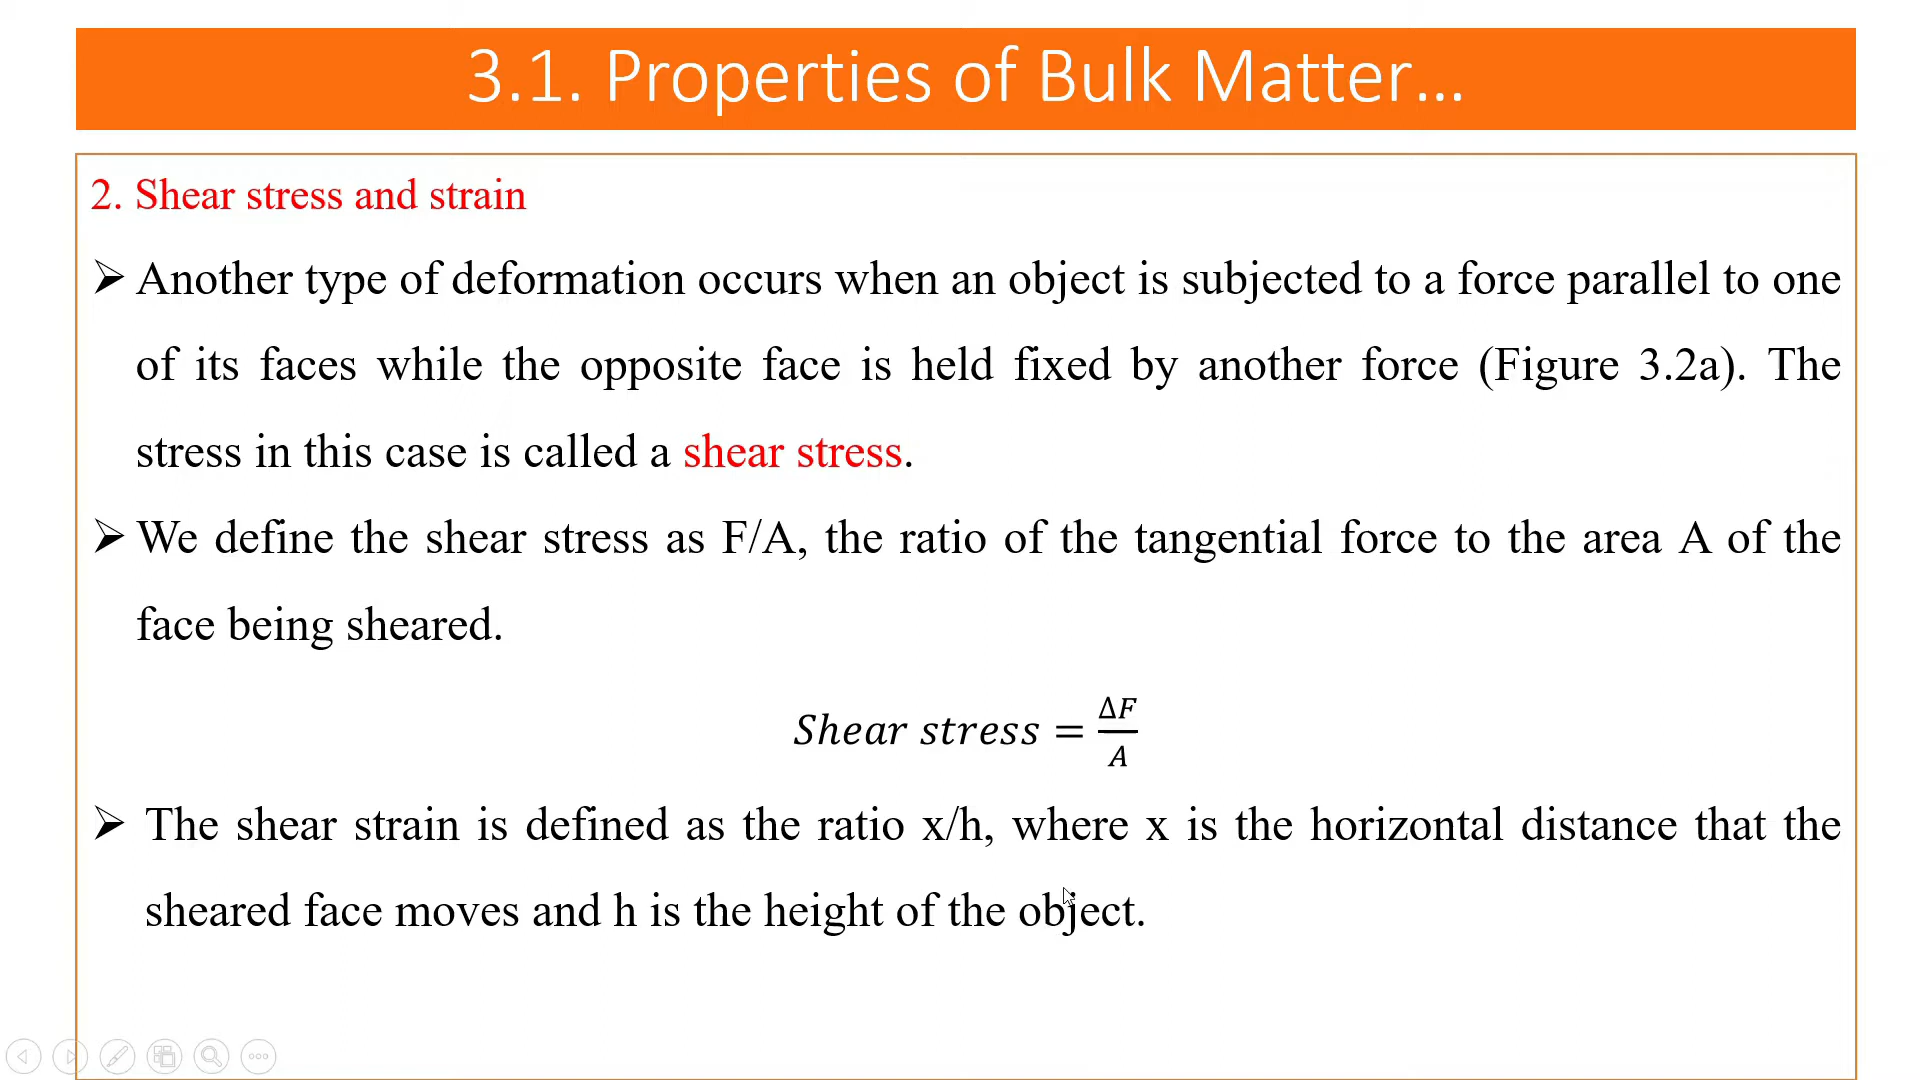 3.1. Properties of Bulk Matter...
2. Shear stress and strain
➢ Another type of deformation occurs when an object is subjected to a force parallel to one
of its faces while the opposite face is held fixed by another force (Figure 3.2a). The
stress in this case is called a shear stress.
➢ We define the shear stress as F/A, the ratio of the tangential force to the area A of the
face being sheared.
Shear stress = ΔF/A
➢ The shear strain is defined as the ratio x/h, where x is the horizontal distance that the
sheared face moves and h is the height of the object.